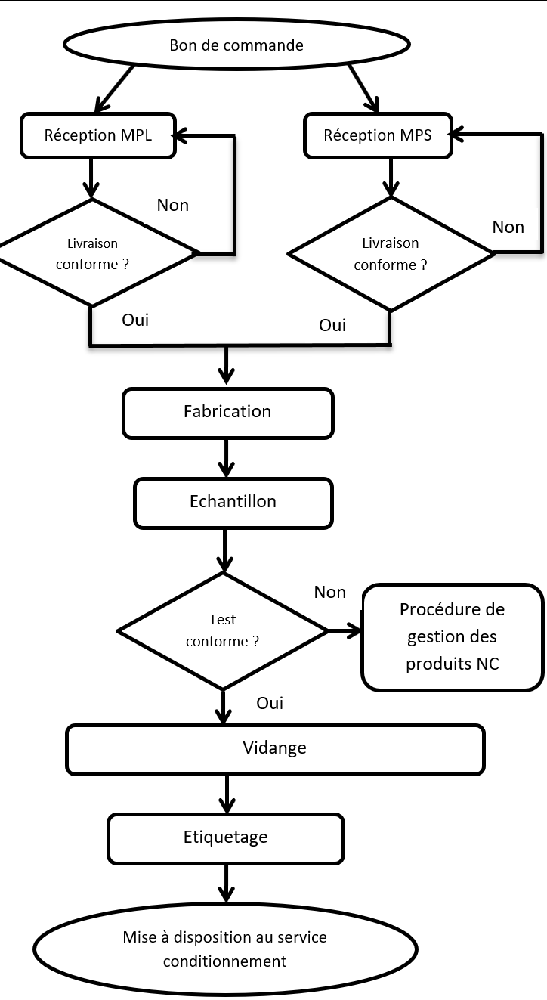 Bon de commande
Réception MPL
Réception MPS
Non
Livraison
conforme ?
Non
Livraison
conforme ?
Oui
Oui
Fabrication
Echantillon
Non
Test
conforme ?
Procédure de
gestion des
produits NC
Oui
Vidange
Etiquetage
Mise à disposition au service
conditionnement